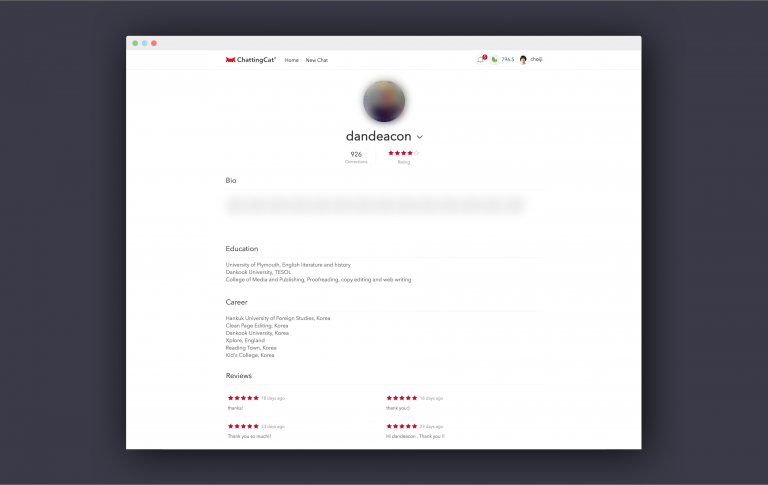 ChattingCat
Home New Chat 796.5 choiji
dandeacon
926
Corrections Rating
Bio
Education
University of Plymouth, English literature and history
Dankook University, TESOL
College of Media and Publishing, Proofreading, copy editing and web writing
Career
Hankuk University of Foreign Studies, Korea
Clean Page Editing, Korea
Dankook University, Korea
Xplore, England
Reading Town, Korea
Kid's College, Korea
Reviews
18 days ago 18 days ago
thanks! thank you:)
23 days ago 23 days ago
Thank you so much!! Hi dandeacon , Thank you !!